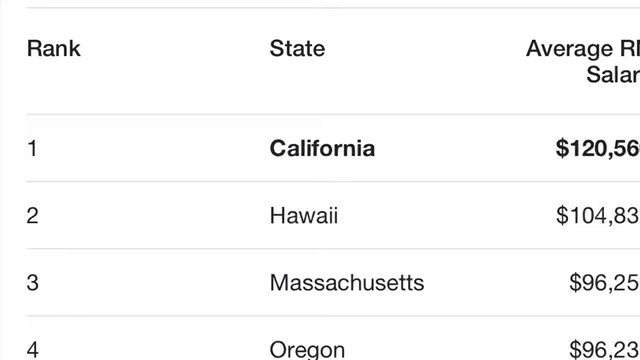 Rank State Average
Salar
1 California $120,56
2 Hawaii $104,83
3 Massachusetts $96,25
4 Oregon $96,23